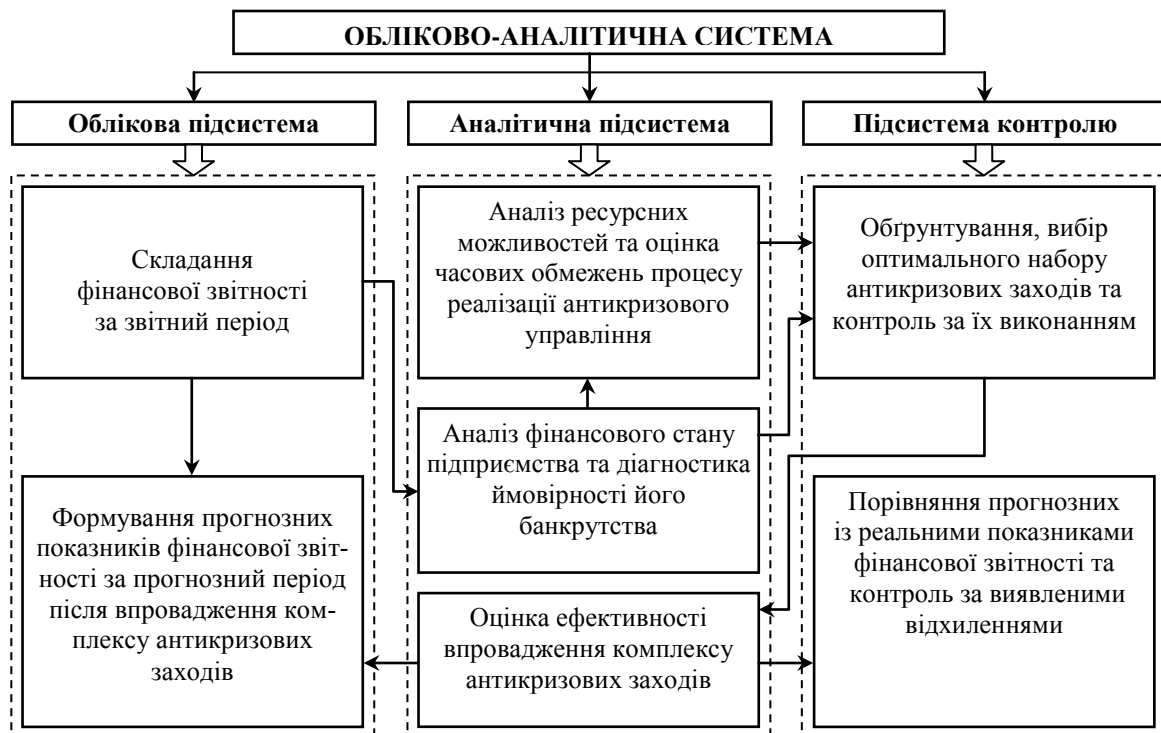 ОБЛІКОВО-АНАЛІТИЧНА СИСТЕМА
Облікова підсистема
Аналітична підсистема
Підсистема контролю
Складання
фінансової звітності
за звітний період
Аналіз ресурсних
можливостей та оцінка
часових обмежень процесу
реалізації антикризового
управління
Обґрунтування, вибір
оптимального набору
антикризових заходів та
контроль за їх виконанням
Аналіз фінансового стану
підприємства та діагностика
ймовірності його
банкрутства
Формування прогнозних
показників фінансової звіт-
ності за прогнозний період
після впровадження ком-
плексу антикризових
заходів
Порівняння прогнозних
із реальними показниками
фінансової звітності та
контроль за виявленими
відхиленнями
Оцінка ефективності
впровадження комплексу
антикризових заходів